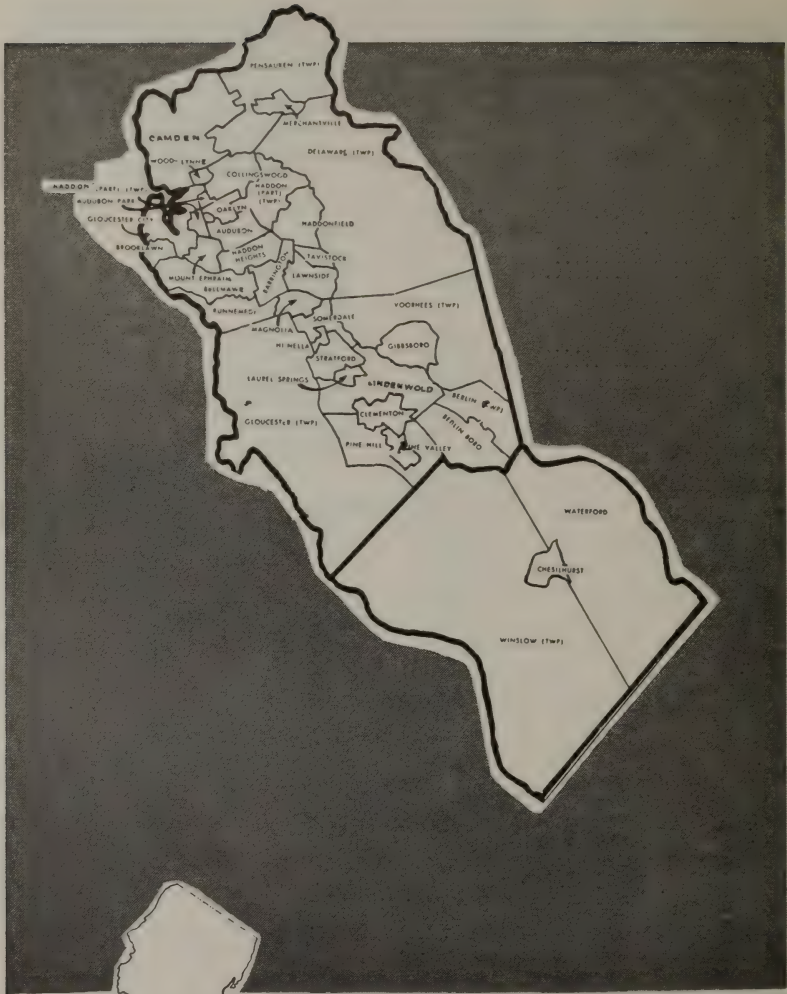 PENSAUKEN (TWP)
MERCHANTVILLE
CAMDEN
DELAWARE (TWP)
WOOD-LYNNE
COLLINGSWOOD
HADDON (PART) (TWP)
HADDON
(PART)
(TWP)
AUDUBON PARK
OAKLYN
GLOUCESTER CITY
AUDUBON
HADDONFIELD
BROOKLAWN
HADDON
HEIGHTS
TAVISTOCK
BARRINGTON
MOUNT EPHRAIM
LAWNSIDE
BELLMAWR
RUNNEMEDE
VOORHEES (TWP)
SOMERDALE
MAGNOLIA
HI-NELLA
GIBBSBORO
STRATFORD
LAUREL SPRINGS
LINDENWOLD
BERLIN (TWP)
CLEMENTON
GLOUCESTER (TWP)
BERLIN BORO
PINE HILL
PINE VALLEY
WATERFORD
CHESILHURST
WINSLOW (TWP)